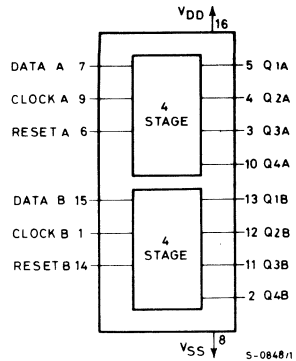 VDD
16
DATA A 7
5 Q1A
CLOCK A 9
4 Q2A
RESET A 6
3 Q3A
4 STAGE
10 Q4A
DATA B 15
13 Q1B
CLOCK B 1
12 Q2B
RESET B 14
11 Q3B
4 STAGE
2 Q4B
VSS
8
S-0848/1